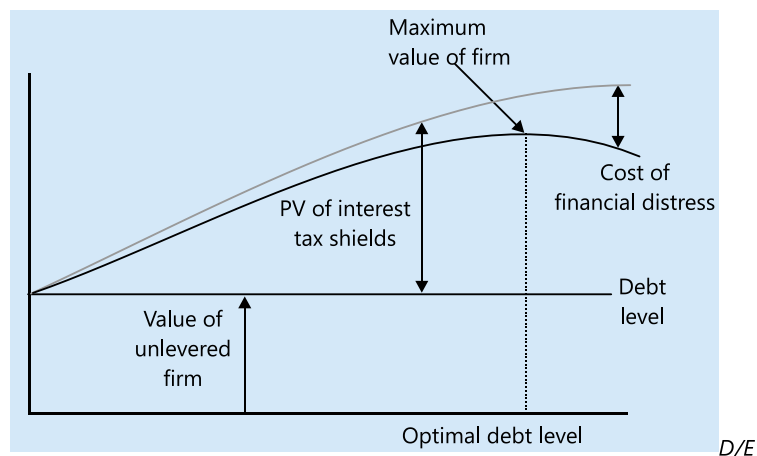 Maximum
value of firm
Cost of
financial distress
PV of interest
tax shields
Debt
level
Value of
unlevered
firm
Optimal debt level
D/E